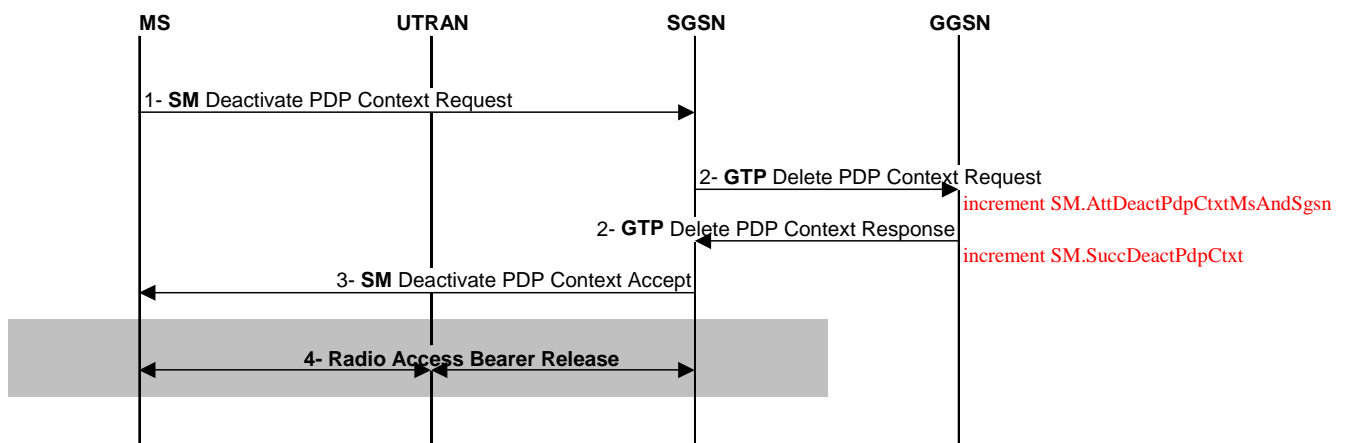 MS UTRAN SGSN GGSN
1- SM Deactivate PDP Context Request
2- GTP Delete PDP Context Request
increment SM.AttDeactPdpCtxtMsAndSgsn
2- GTP Delete PDP Context Response
increment SM.SuccDeactPdpCtxt
3- SM Deactivate PDP Context Accept
4- Radio Access Bearer Release